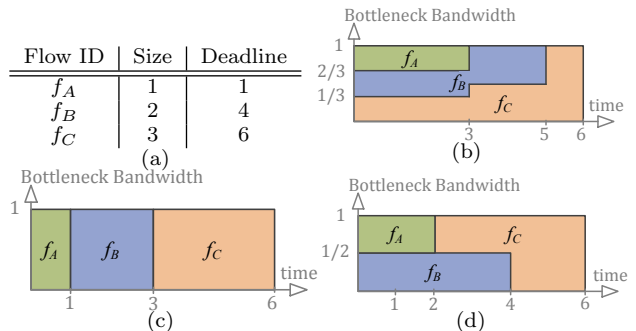 Flow ID Size Deadline
f_A 1 1
f_B 2 4
f_C 3 6
(a)
Bottleneck Bandwidth
1
2/3
1/3
f_A
f_B
f_C
time
3 5 6
(b)
Bottleneck Bandwidth
1
f_A f_B f_C
time
1 3 6
(c)
Bottleneck Bandwidth
1
1/2
f_A f_C
f_B
time
1 2 4 6
(d)